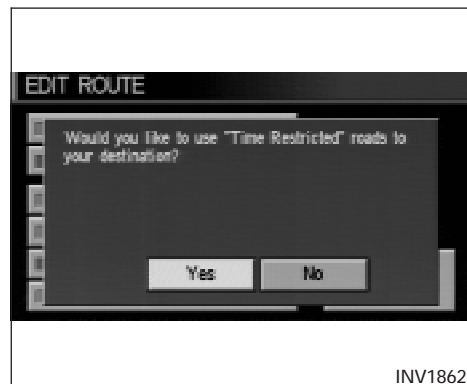 EDIT ROUTE
Would you like to use "Time Restricted" roads to
your destination?
Yes
No
INV1862